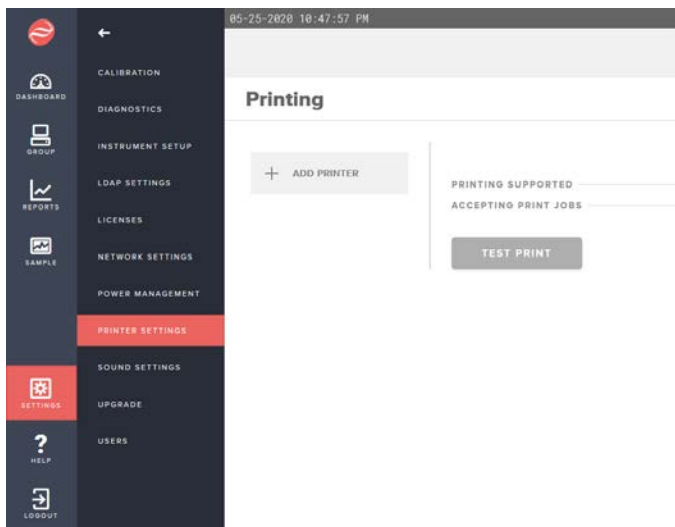 05-25-2020 10:47:57 PM
DASHBOARD
GROUP
REPORTS
SAMPLE
SETTINGS
HELP
LOGOUT
CALIBRATION
DIAGNOSTICS
INSTRUMENT SETUP
LDAP SETTINGS
LICENSES
NETWORK SETTINGS
POWER MANAGEMENT
PRINTER SETTINGS
SOUND SETTINGS
UPGRADE
USERS
Printing
+ ADD PRINTER
PRINTING SUPPORTED
ACCEPTING PRINT JOBS
TEST PRINT